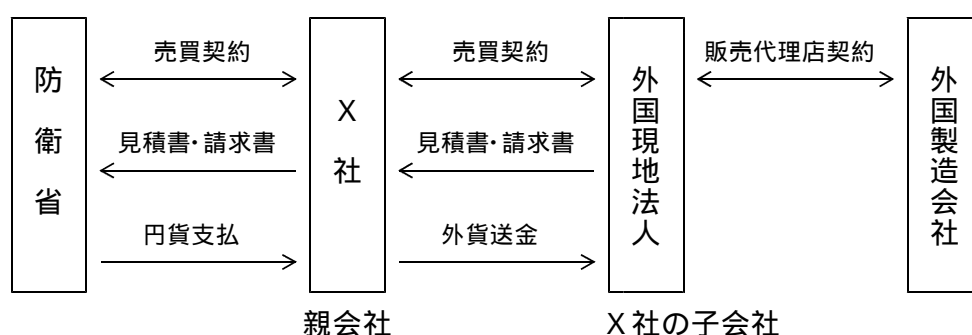 防衛省
売買契約
見積書・請求書
円貨支払
X社
親会社
売買契約
見積書・請求書
外貨送金
外国現地法人
X社の子会社
販売代理店契約
外国製造会社